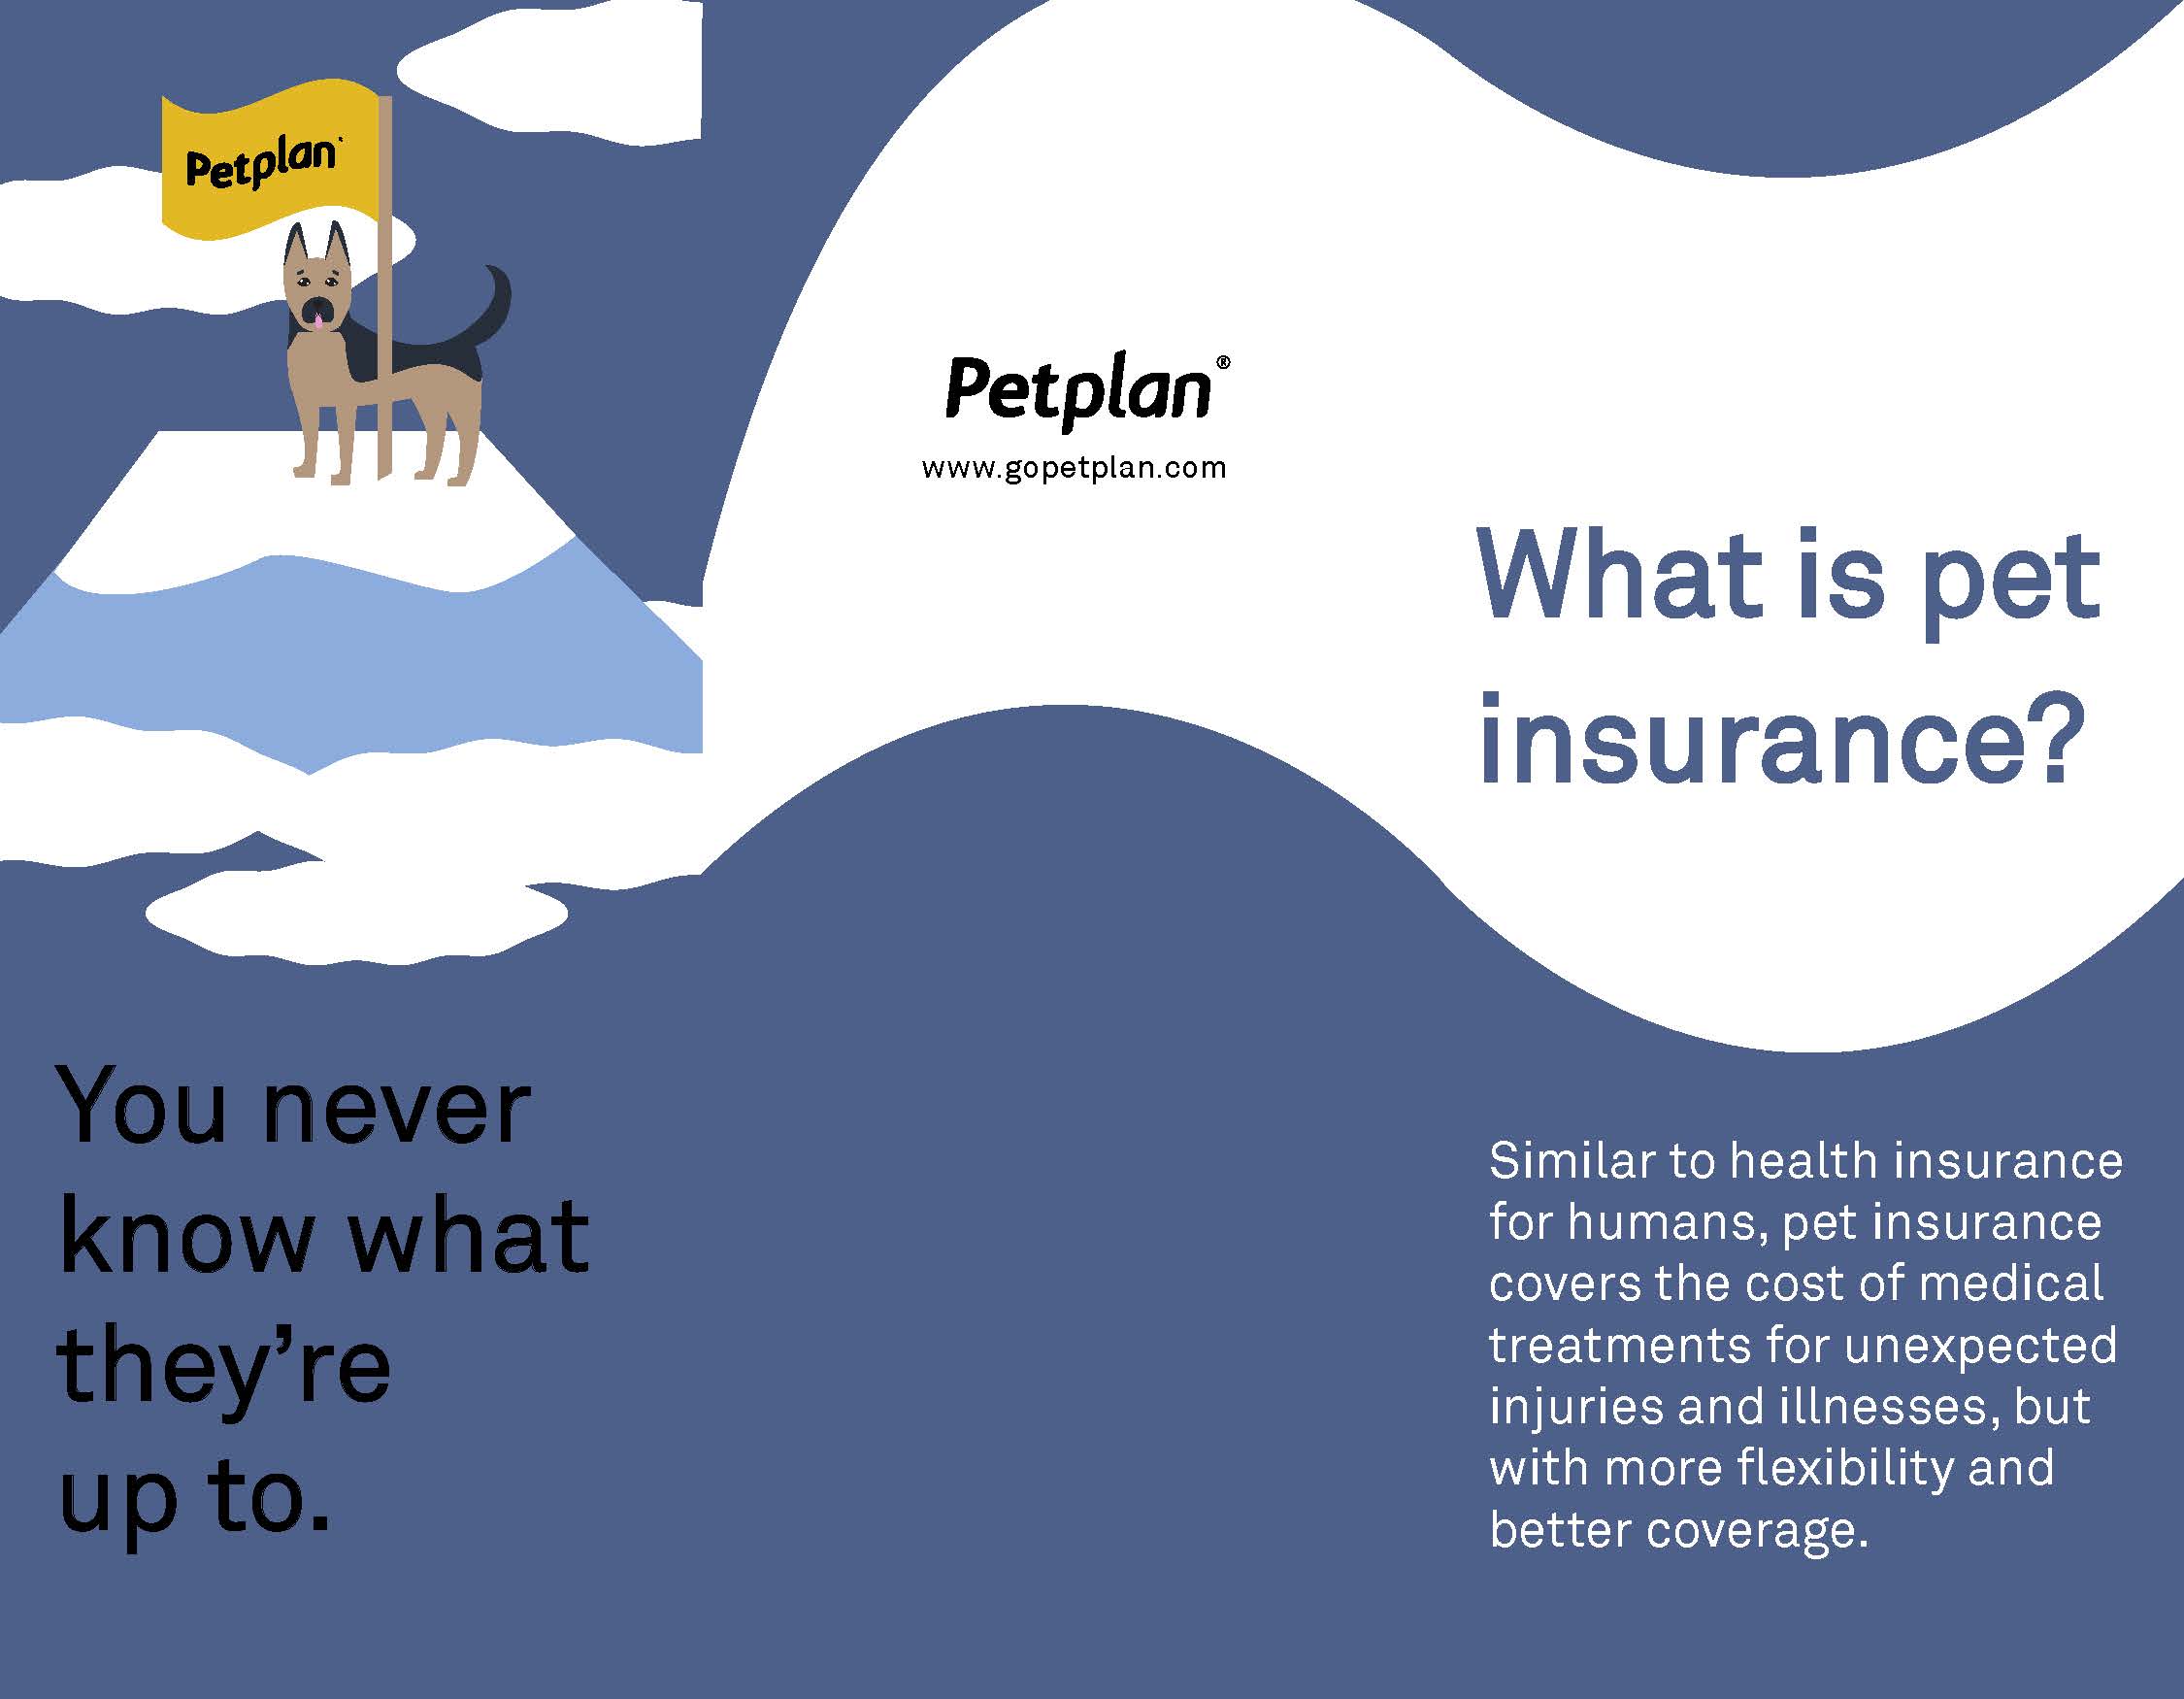 Petplan
You never
know what
they’re
up to.
Petplan®
www.gopetplan.com
What is pet
insurance?
Similar to health insurance
for humans, pet insurance
covers the cost of medical
treatments for unexpected
injuries and illnesses, but
with more flexibility and
better coverage.